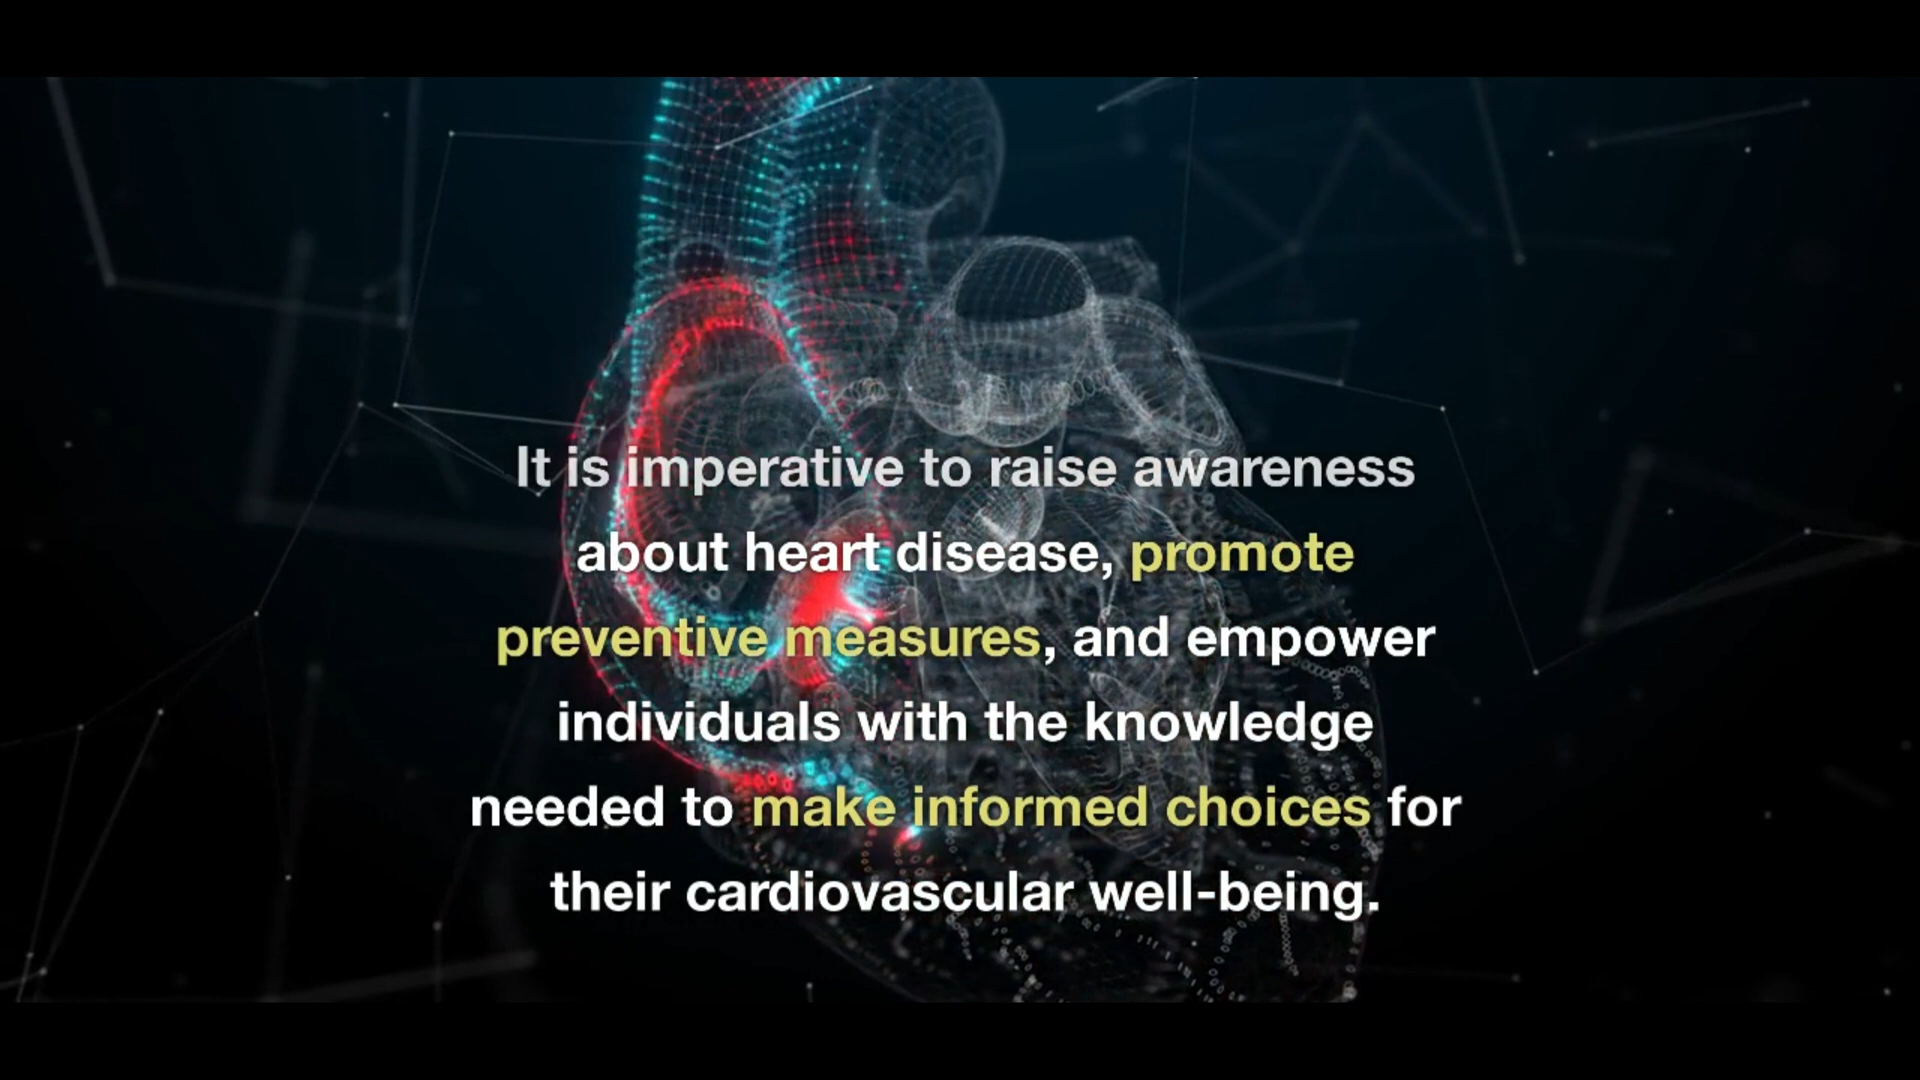 It is imperative to raise awareness
about heart disease, promote
preventive measures, and empower
individuals with the knowledge
needed to make informed choices for
their cardiovascular well-being.